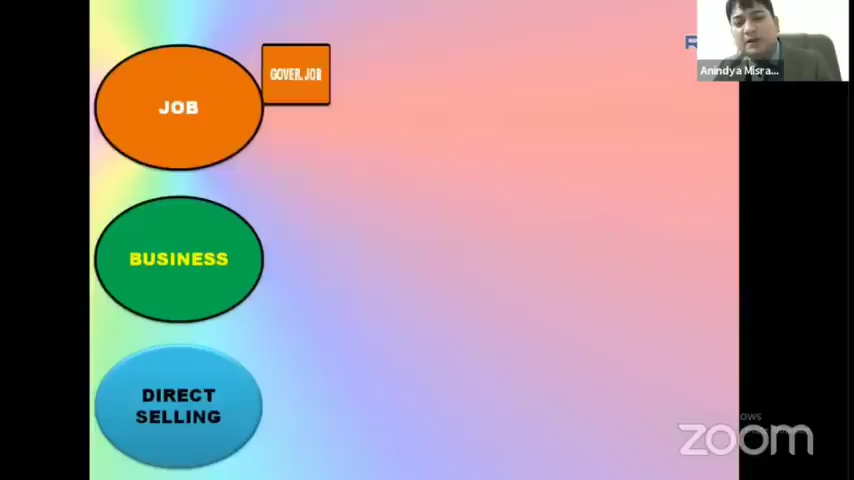 JOB
GOVER. JOB
Anindya Misra...
BUSINESS
DIRECT
SELLING
zoom